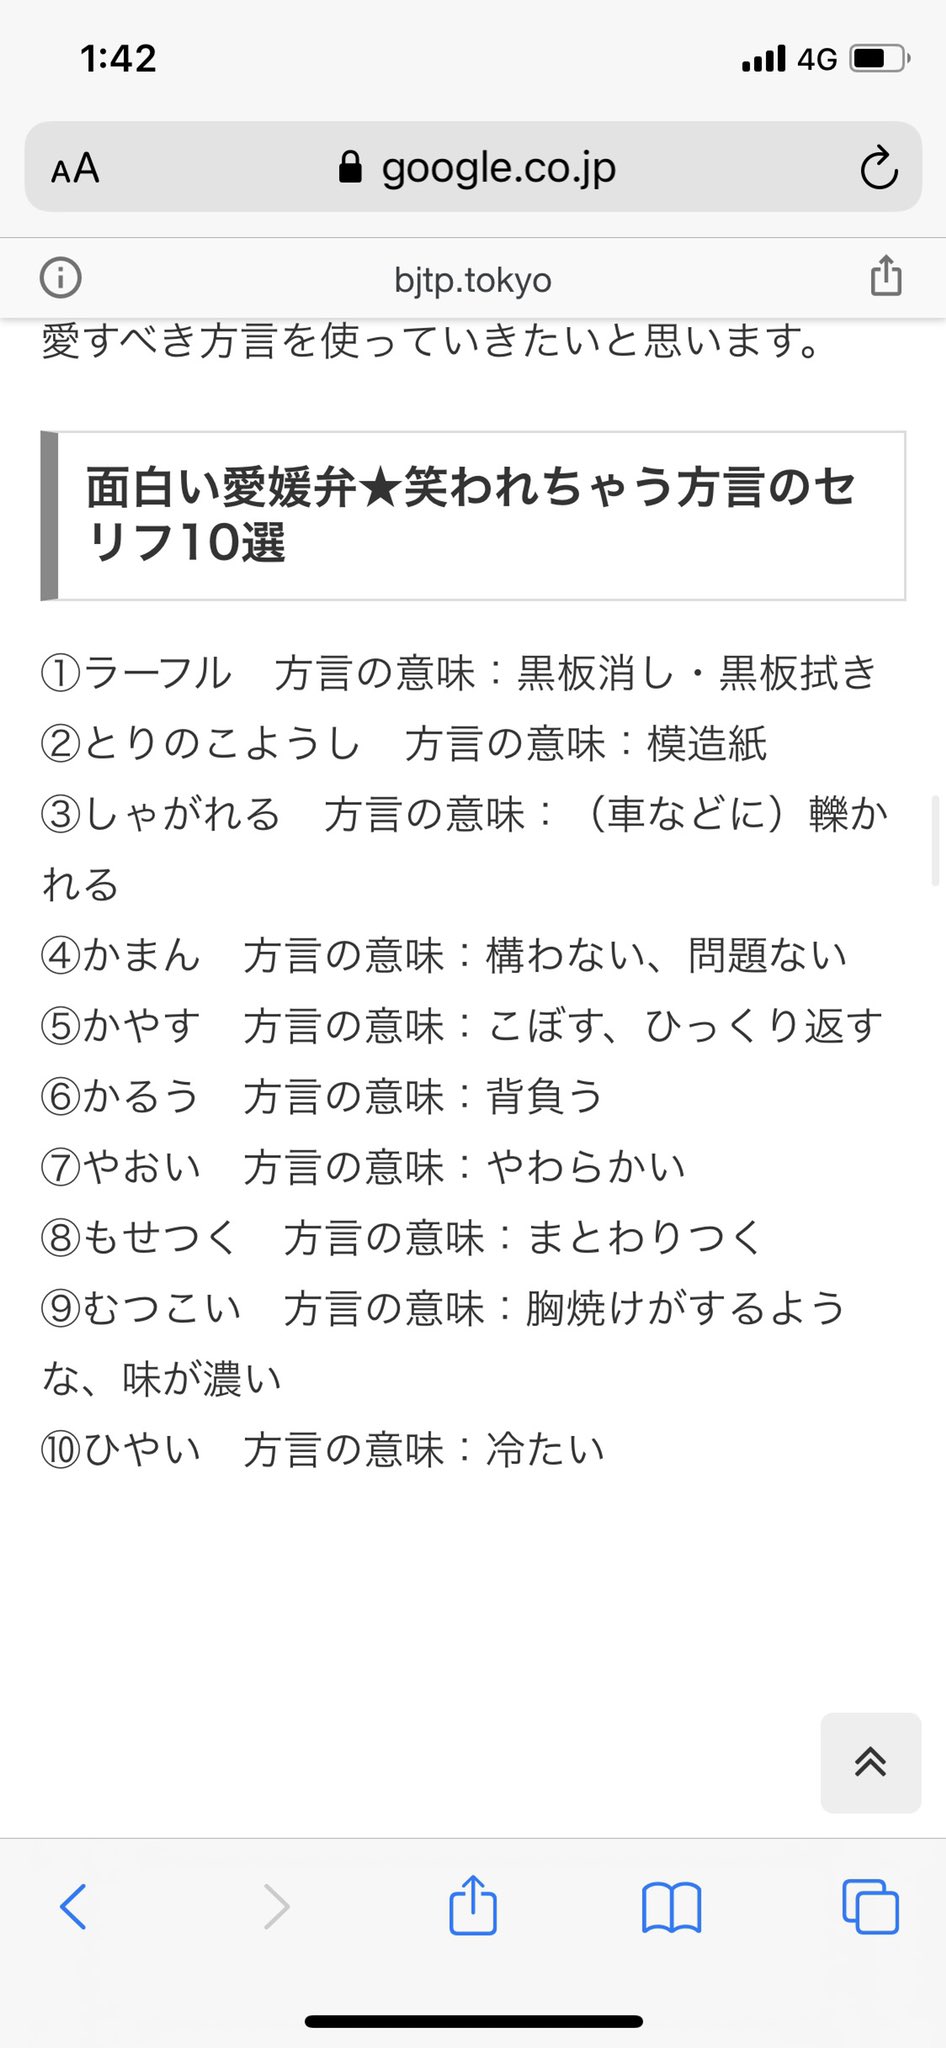 1:42
4G
AA
google.co.jp
bjtp.tokyo
愛すべき方言を使っていきたいと思います。
面白い愛媛弁★笑われちゃう方言のセ
リフ10選
①ラーフル　方言の意味：黒板消し・黒板拭き
②とりのこようし　方言の意味：模造紙
③しゃがれる　方言の意味：（車などに）轢か
れる
④かまん　方言の意味：構わない、問題ない
⑤かやす　方言の意味：こぼす、ひっくり返す
⑥かるう　方言の意味：背負う
⑦やおい　方言の意味：やわらかい
⑧もせつく　方言の意味：まとわりつく
⑨むつこい　方言の意味：胸焼けがするよう
な、味が濃い
⑩ひやい　方言の意味：冷たい